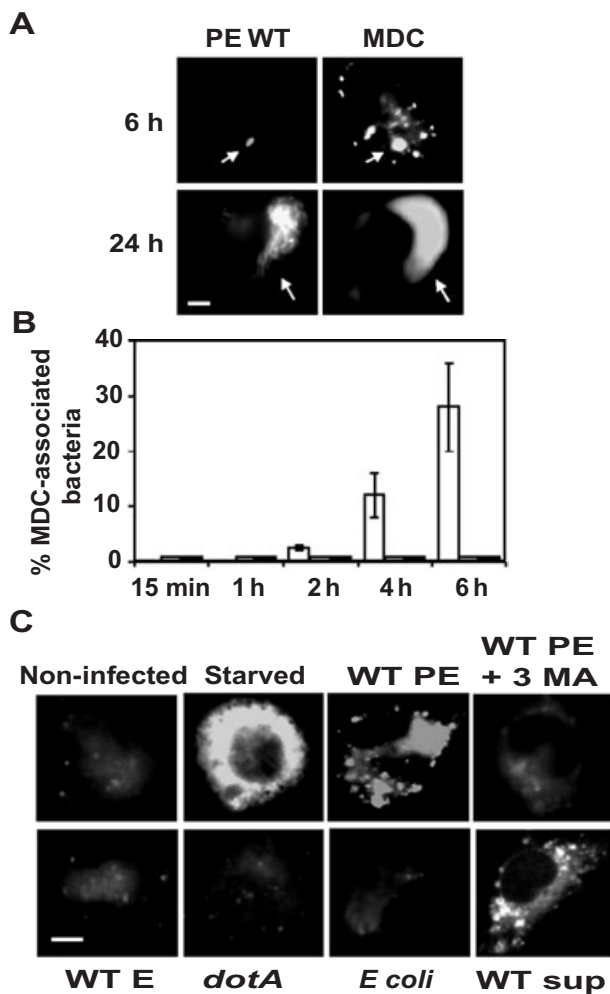 A
PE WT MDC
6 h
24 h
B
% MDC-associated
bacteria
40
30
20
10
0
15 min 1 h 2 h 4 h 6 h
C
Non-infected Starved WT PE WT PE
+ 3 MA
WT E dotA E coli WT sup